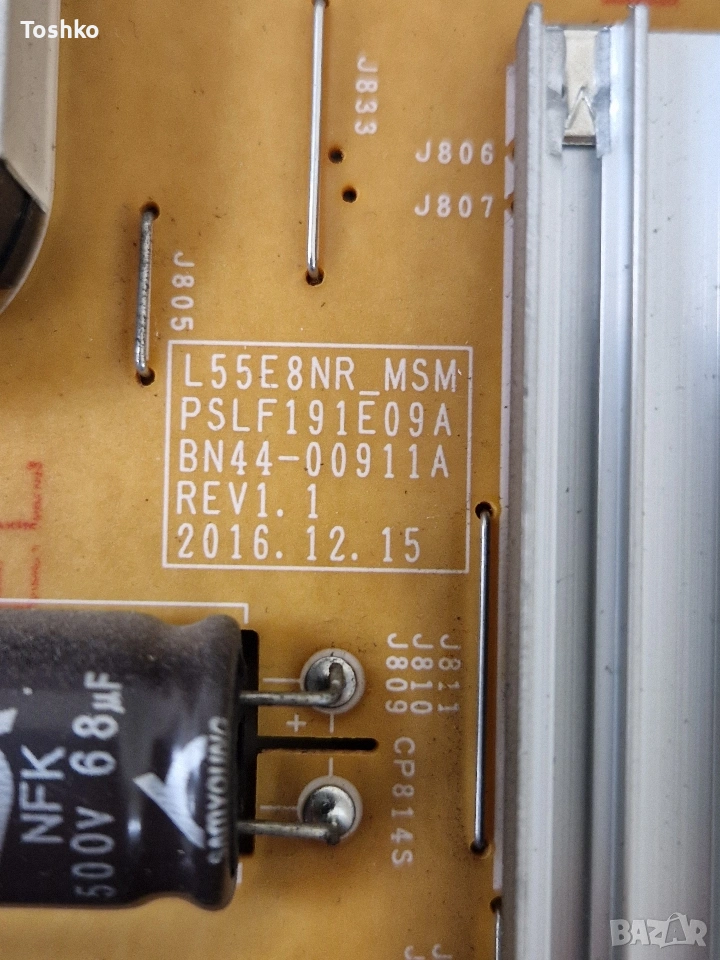 Toshko
J833
J806
J807
J805
L55E8NR_MSM
PSLF191E09A
BN44-00911A
REV1.1
2016.12.15
J811
J810
J809
+
CP814S
NFK
500V 68µF
SAMYOUNG
BAZAR